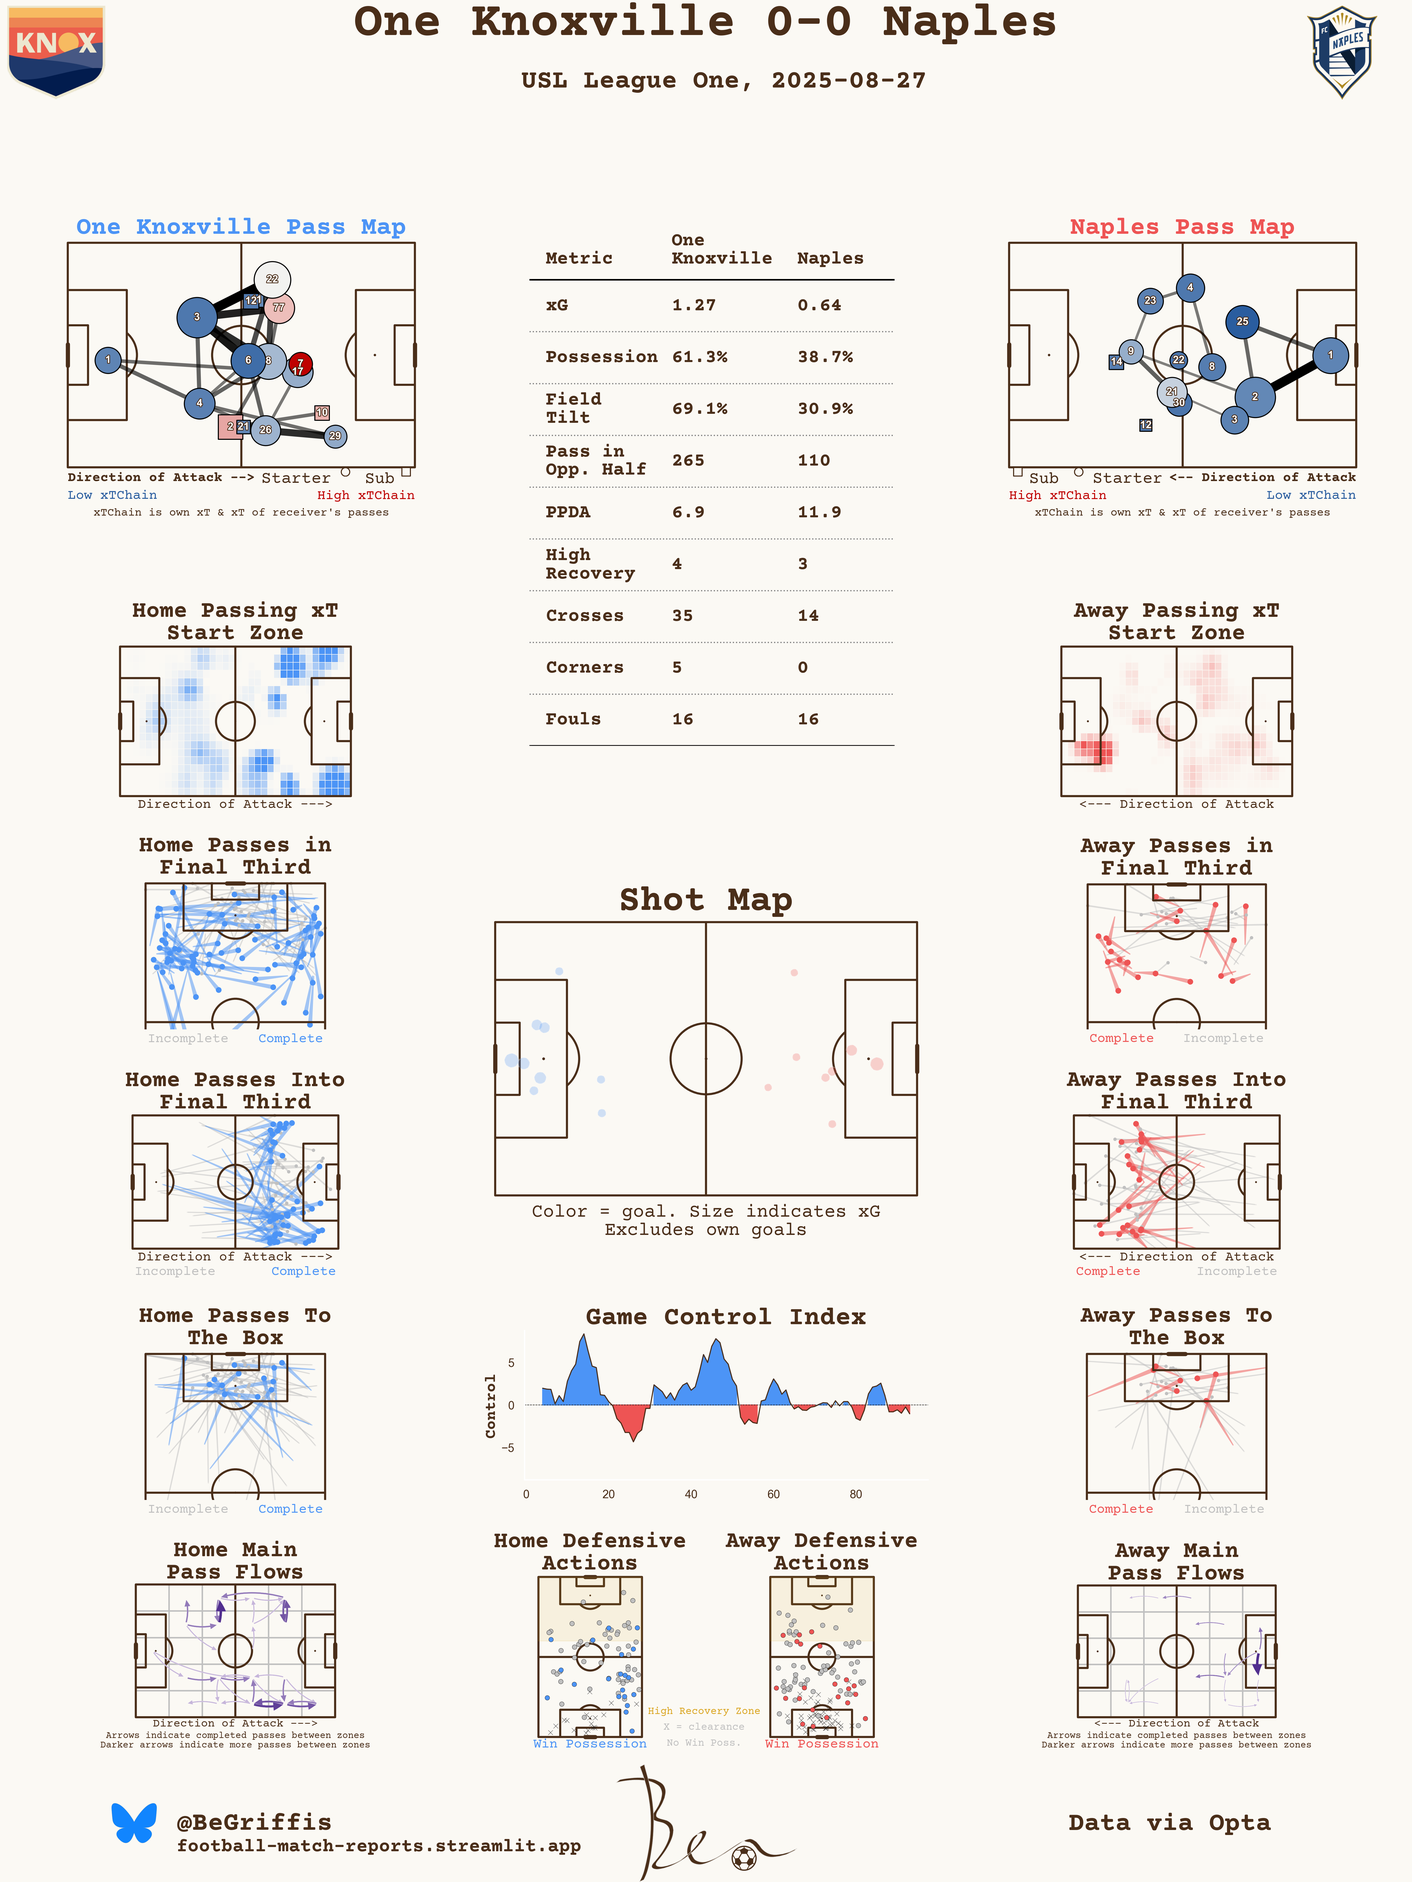 One Knoxville 0-0 Naples
USL League One, 2025-08-27
KNOX
FC
NAPLES
One Knoxville Pass Map
22
77
3
1
6
8
7
17
4
10
2
21
26
29
Direction of Attack --> Starter Sub
Low xTChain High xTChain
xTChain is own xT & xT of receiver's passes
Metric One Knoxville Naples
xG 1.27 0.64
Possession 61.3% 38.7%
Field Tilt 69.1% 30.9%
Pass in Opp. Half 265 110
PPDA 6.9 11.9
High Recovery 4 3
Crosses 35 14
Corners 5 0
Fouls 16 16
Naples Pass Map
4
23
25
9
14
22
8
1
21
30
2
3
12
Sub Starter <-- Direction of Attack
High xTChain Low xTChain
xTChain is own xT & xT of receiver's passes
Home Passing xT
Start Zone
Direction of Attack --->
Away Passing xT
Start Zone
<--- Direction of Attack
Home Passes in
Final Third
Incomplete Complete
Away Passes in
Final Third
Complete Incomplete
Shot Map
Color = goal. Size indicates xG
Excludes own goals
Home Passes Into
Final Third
Direction of Attack --->
Incomplete Complete
Away Passes Into
Final Third
<--- Direction of Attack
Complete Incomplete
Home Passes To
The Box
Incomplete Complete
Game Control Index
Control
5
0
−5
0 20 40 60 80
Away Passes To
The Box
Complete Incomplete
Home Main
Pass Flows
Direction of Attack --->
Arrows indicate completed passes between zones
Darker arrows indicate more passes between zones
Home Defensive
Actions
Win Possession
Away Defensive
Actions
Win Possession
High Recovery Zone
X = clearance
No Win Poss.
Away Main
Pass Flows
<--- Direction of Attack
Arrows indicate completed passes between zones
Darker arrows indicate more passes between zones
@BeGriffis
football-match-reports.streamlit.app
Ben
Data via Opta